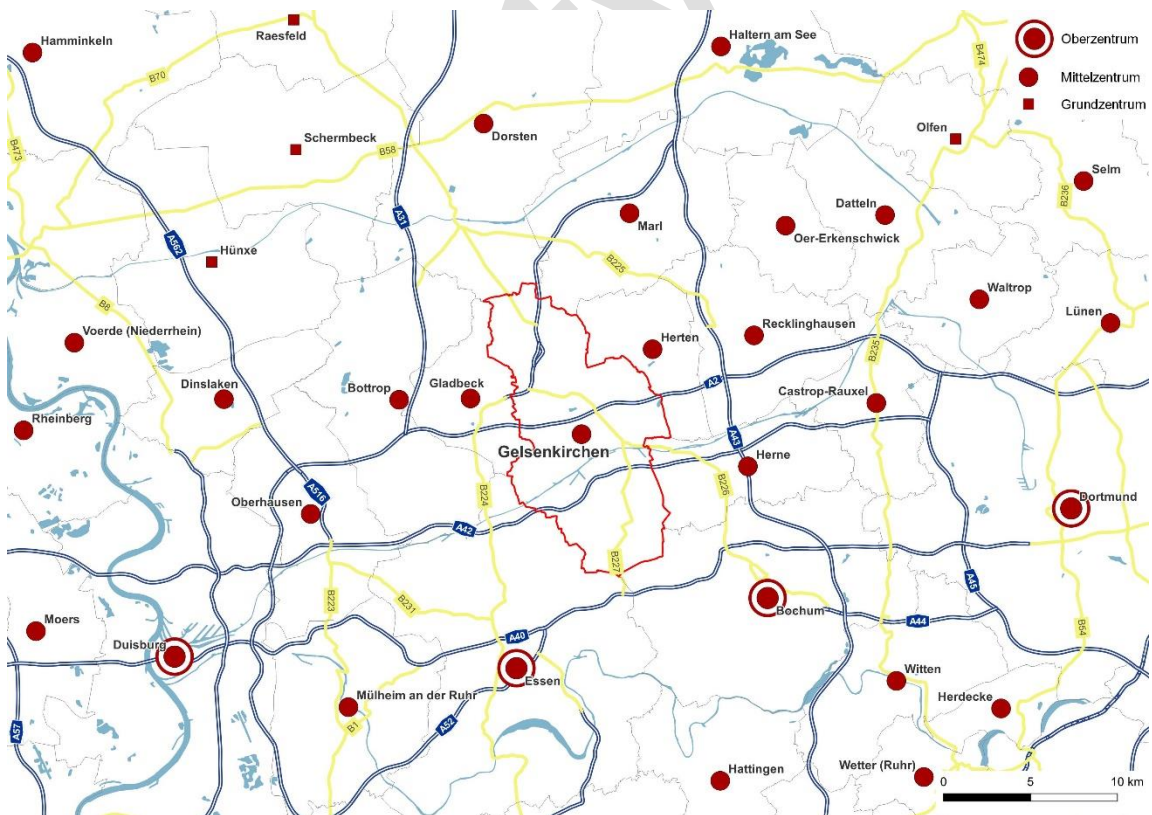 Hamminkeln
Raesfeld
Haltern am See
Oberzentrum
Mittelzentrum
Grundzentrum
B70
B474
B473
Schermbeck
B58
Dorsten
Olfen
Selm
B236
A31
Marl
Datteln
Oer-Erkenschwick
A562
Hünxe
B225
B8
Waltrop
Lünen
Voerde (Niederrhein)
Herten
Recklinghausen
B235
Dinslaken
Bottrop
Gladbeck
A2
Castrop-Rauxel
Rheinberg
Gelsenkirchen
A43
Herne
Oberhausen
A516
B224
B226
Dortmund
A42
B227
A45
B223
B231
Bochum
A44
Moers
Duisburg
A40
B54
Essen
Witten
Mülheim an der Ruhr
B1
Herdecke
A57
A52
Hattingen
Wetter (Ruhr)
0 5 10 km